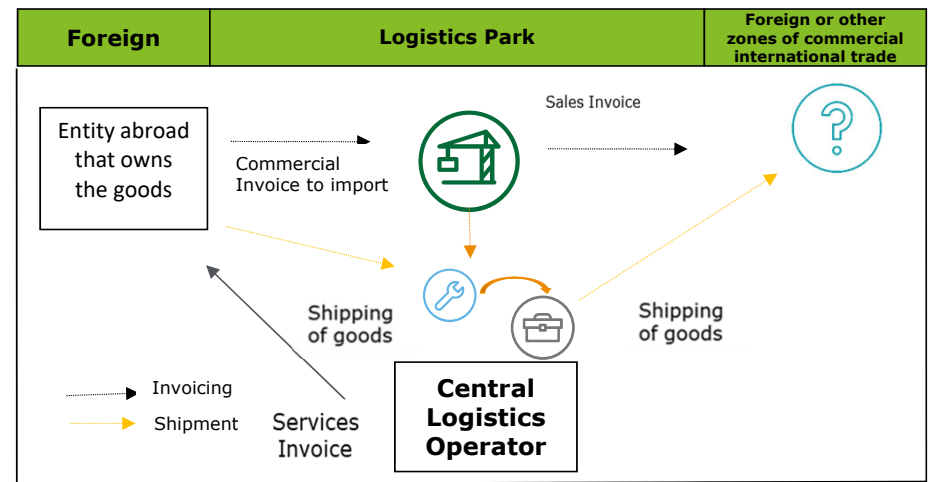 Foreign
Logistics Park
Foreign or other
zones of commercial
international trade
Entity abroad
that owns
the goods
Commercial
Invoice to import
Sales Invoice
?
Shipping
of goods
Shipping
of goods
Central
Logistics
Operator
Services
Invoice
Invoicing
Shipment